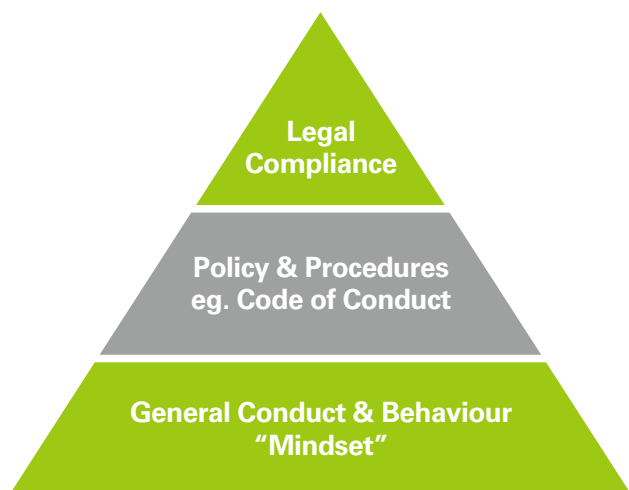 Legal
Compliance
Policy & Procedures
eg. Code of Conduct
General Conduct & Behaviour
“Mindset”